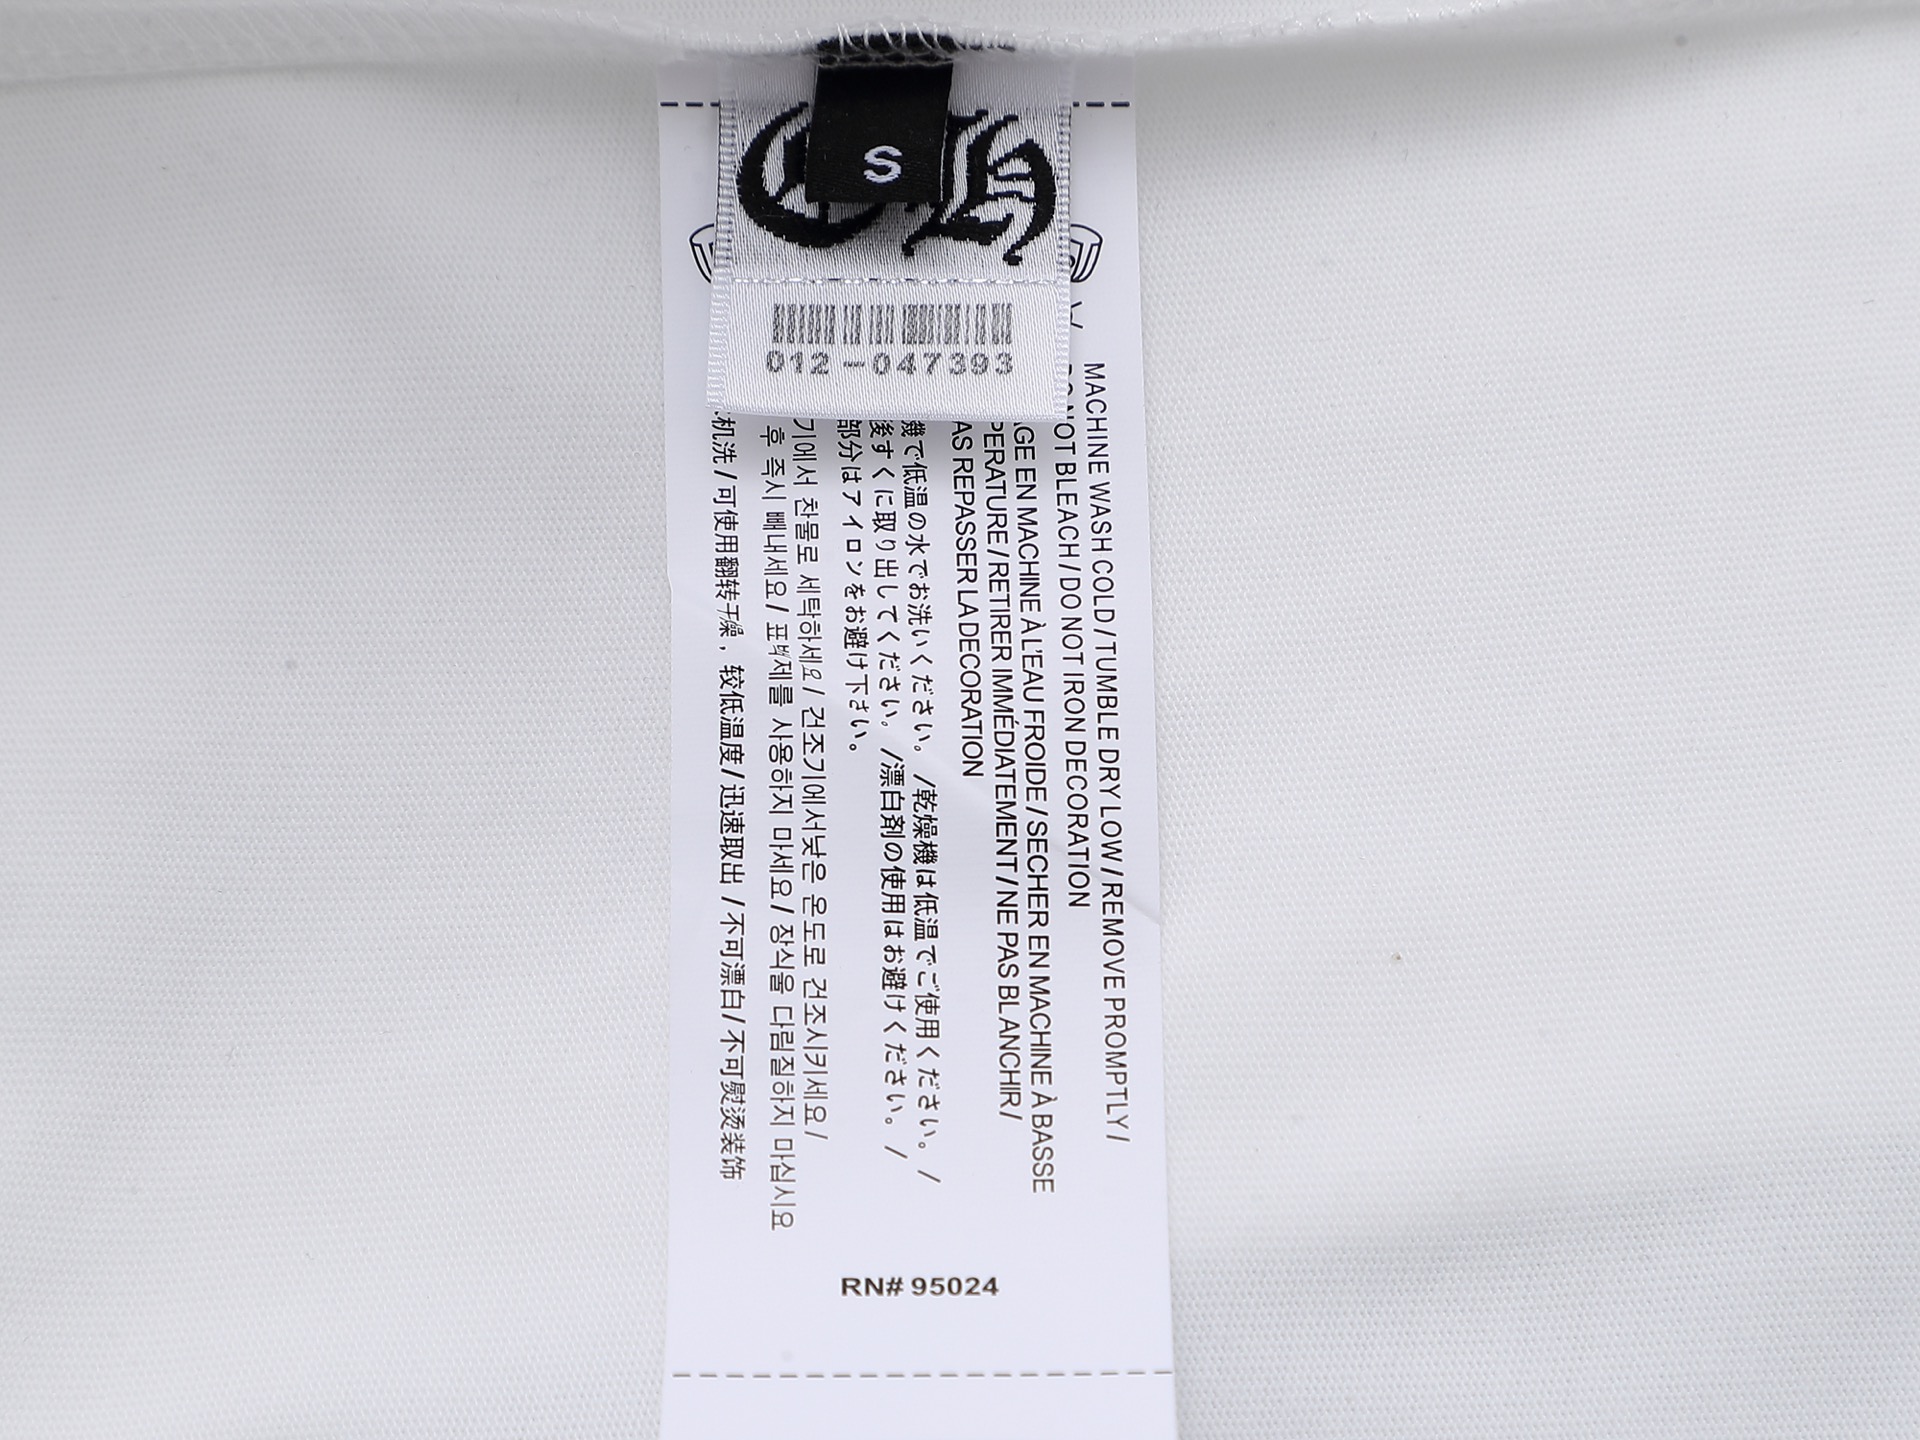 S
CH
012-047393
MACHINE WASH COLD/TUMBLE DRY LOW/REMOVE PROMPTLY/
NOT BLEACH/DO NOT IRON DECORATION
EN MACHINE À L'EAU FROIDE/SECHER EN MACHINE À BASSE
/RETIRER IMMÉDIATEMENT/NE PAS BLANCHIR/
REPASSER LA DECORATION
機で低温の水でお洗いください。/乾燥機は低温でご使用ください。/
後すぐに取り出してください。/漂白剤の使用はお避けください。/
部分はアイロンをお避け下さい。
기에서 찬물로 세탁하세요/ 건조기에서낮은 온도로 건조시키세요/
후 즉시 빼내세요/ 표백제를 사용하지 마세요/장식을 다림질하지 마십시요
机洗/可使用翻转干燥，较低温度/迅速取出/不可漂白/不可熨烫装饰
RN# 95024